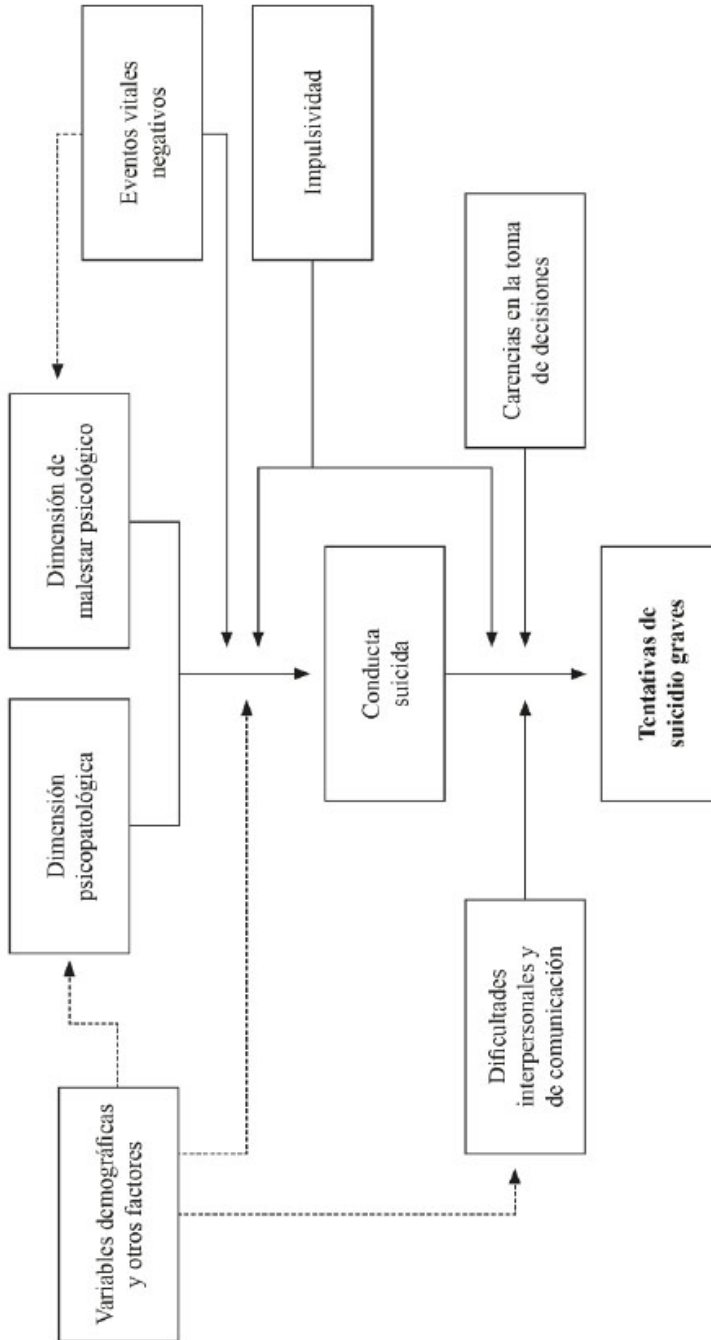 Variables demográficas
y otros factores
Dimensión
psicopatológica
Dimensión de
malestar psicológico
Eventos vitales
negativos
Impulsividad
Conducta
suicida
Dificultades
interpersonales y
de comunicación
Carencias en la toma
de decisiones
Tentativas de
suicidio graves